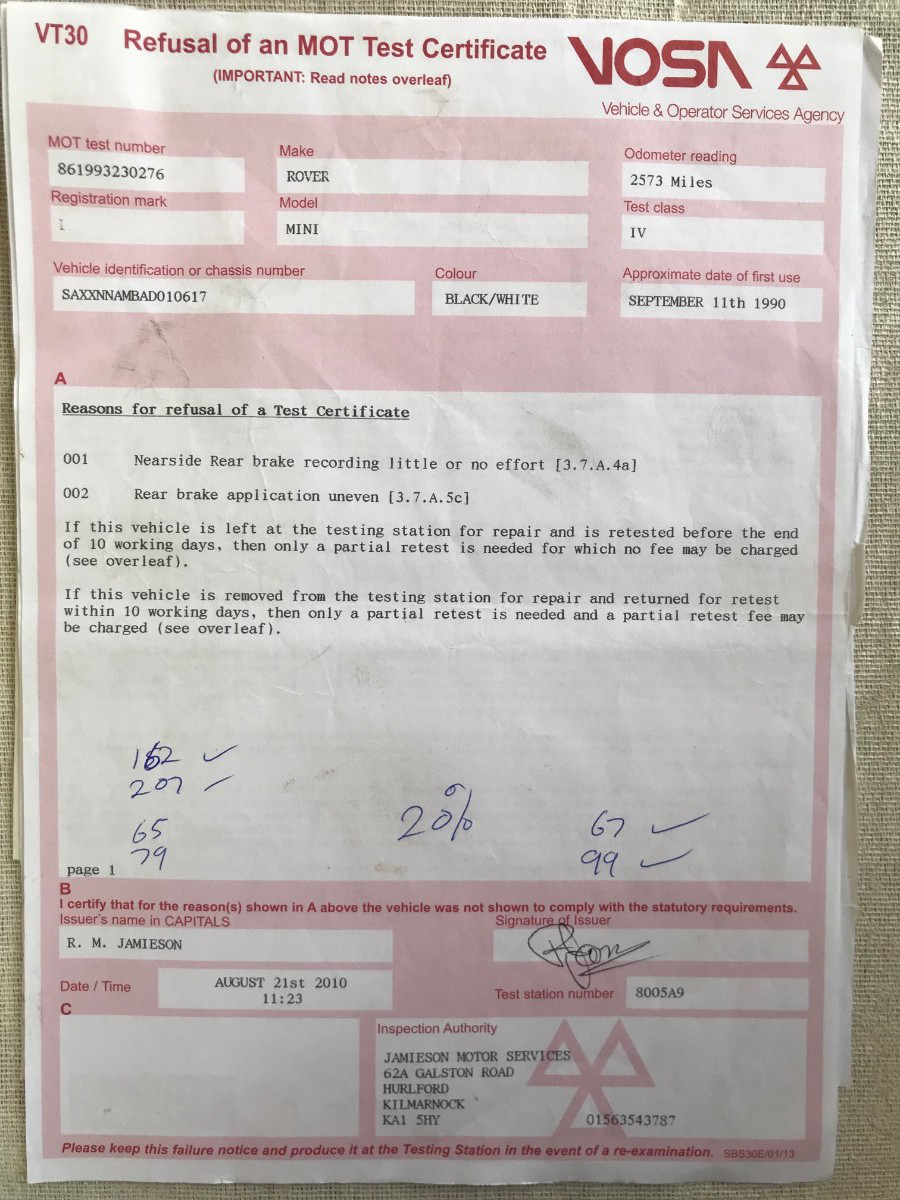 VT30 Refusal of an MOT Test Certificate VOSA
(IMPORTANT: Read notes overleaf)
Vehicle & Operator Services Agency
MOT test number
861993230276
Make
ROVER
Odometer reading
2573 Miles
Registration mark
Model
MINI
Test class
IV
Vehicle identification or chassis number
SAXXNNAMBAD010617
Colour
BLACK/WHITE
Approximate date of first use
SEPTEMBER 11th 1990
A
Reasons for refusal of a Test Certificate
001 Nearside Rear brake recording little or no effort [3.7.A.4a]
002 Rear brake application uneven [3.7.A.5c]
If this vehicle is left at the testing station for repair and is retested before the end
of 10 working days, then only a partial retest is needed for which no fee may be charged
(see overleaf).
If this vehicle is removed from the testing station for repair and returned for retest
within 10 working days, then only a partial retest is needed and a partial retest fee may
be charged (see overleaf).
162 ✓
207 ✓
65
79
20%
67 ✓
99 ✓
page 1
B
I certify that for the reason(s) shown in A above the vehicle was not shown to comply with the statutory requirements.
Issuer's name in CAPITALS
R. M. JAMIESON
Signature of Issuer
Date / Time
AUGUST 21st 2010
11:23
Test station number
8005A9
C
Inspection Authority
JAMIESON MOTOR SERVICES
62A GALSTON ROAD
HURLFORD
KILMARNOCK
KA1 5HY 01563543787
Please keep this failure notice and produce it at the Testing Station in the event of a re-examination. SBS30E/01/13